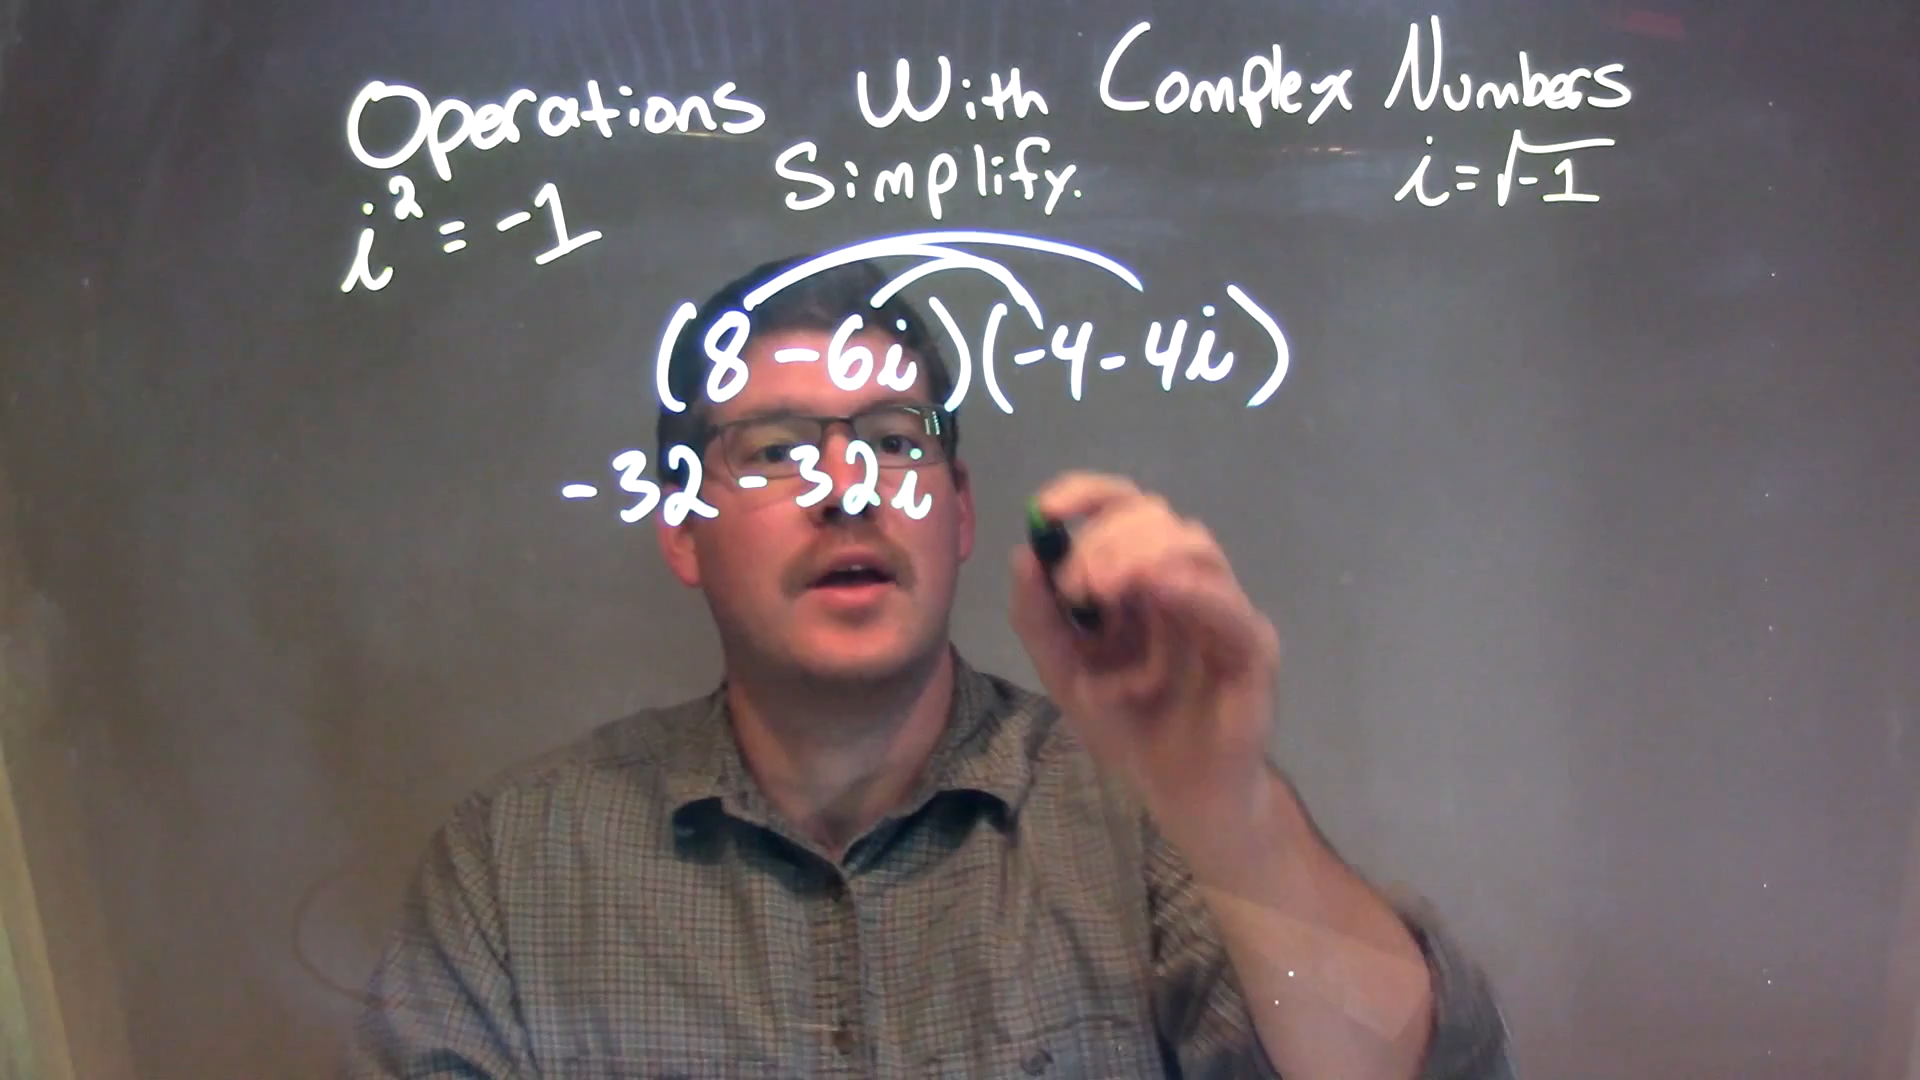 Operations With Complex Numbers
i² = -1 Simplify. i = √-1
(8 - 6i)(-4 - 4i)
-32 - 32i